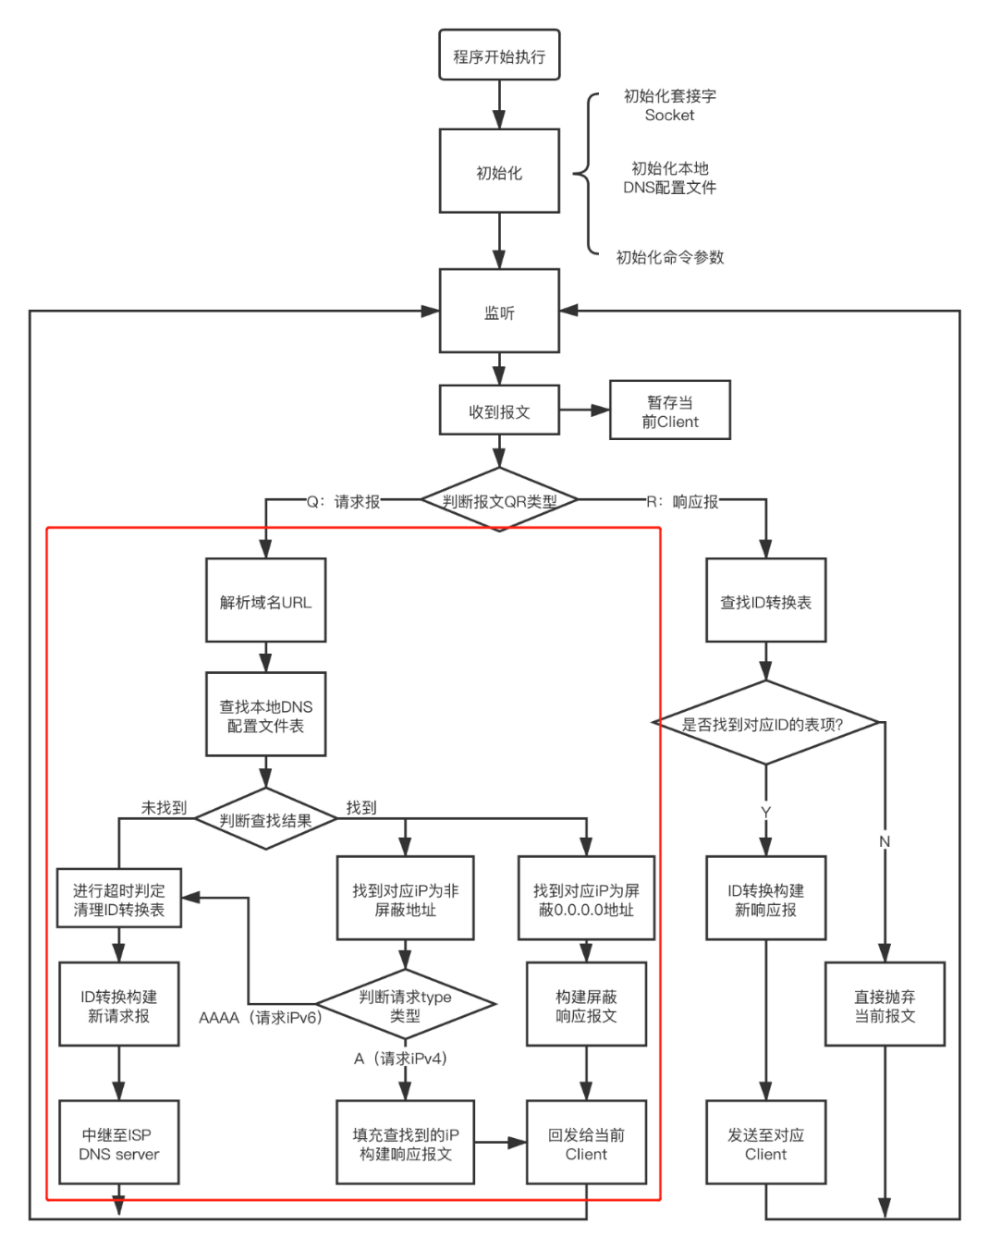 程序开始执行
初始化套接字
Socket
初始化
初始化本地
DNS配置文件
初始化命令参数
监听
收到报文
暂存当
前Client
Q：请求报
判断报文QR类型
R：响应报
解析域名URL
查找ID转换表
查找本地DNS
配置文件表
是否找到对应ID的表项?
未找到
判断查找结果
找到
Y
N
进行超时判定
清理ID转换表
找到对应iP为非
屏蔽地址
找到对应iP为屏
蔽0.0.0.0地址
ID转换构建
新响应报
ID转换构建
新请求报
判断请求type
类型
构建屏蔽
响应报文
直接抛弃
当前报文
AAAA（请求iPv6）
A（请求iPv4）
中继至ISP
DNS server
填充查找到的iP
构建响应报文
回发给当前
Client
发送至对应
Client